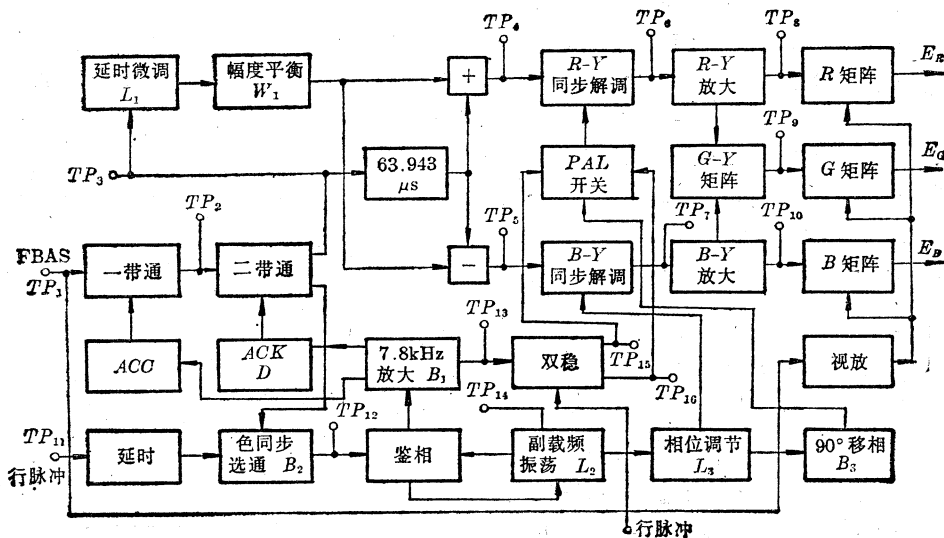 TP₄
TP₆
TP₈
延时微调
L₁
幅度平衡
W₁
+
R-Y
同步解调
R-Y
放大
R 矩阵
E_R
TP₉
TP₃
63.943
μs
PAL
开关
G-Y
矩阵
G 矩阵
E_G
TP₂
TP₅
TP₇
TP₁₀
FBAS
TP₁
一带通
二带通
−
B-Y
同步解调
B-Y
放大
B 矩阵
E_B
TP₁₃
ACC
ACK
D
7.8kHz
放大 B₁
双稳
TP₁₅
TP₁₆
视放
TP₁₂
TP₁₄
TP₁₁
行脉冲
延时
色同步
选通 B₂
鉴相
副载频
振荡 L₂
相位调节
L₃
90°移相
B₃
行脉冲